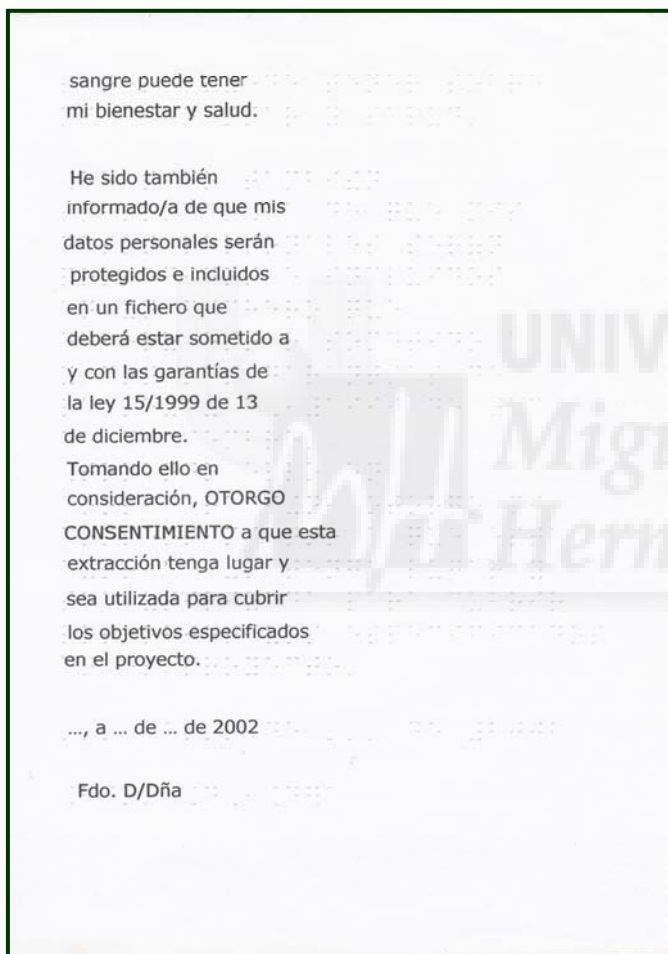 sangre puede tener
mi bienestar y salud.
He sido también
informado/a de que mis
datos personales serán
protegidos e incluidos
en un fichero que
deberá estar sometido a
y con las garantías de
la ley 15/1999 de 13
de diciembre.
Tomando ello en
consideración, OTORGO
CONSENTIMIENTO a que esta
extracción tenga lugar y
sea utilizada para cubrir
los objetivos especificados
en el proyecto.
..., a ... de ... de 2002
Fdo. D/Dña
UNIV
Migu
Hern